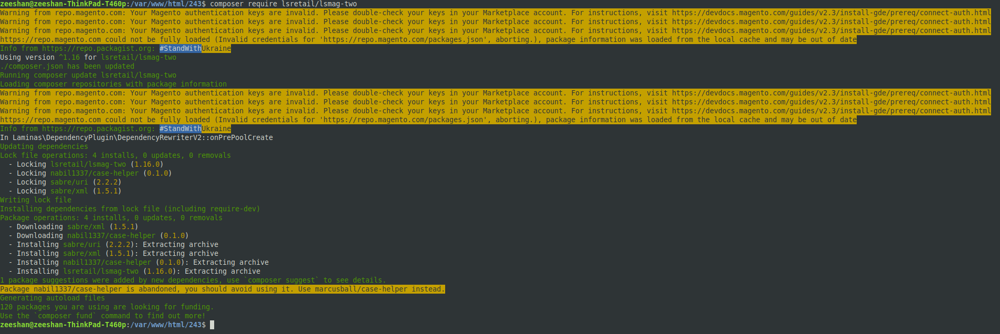 zeeshan@zeeshan-ThinkPad-T460p:/var/www/html/243$ composer require lsretail/lsmag-two
Warning from repo.magento.com: Your Magento authentication keys are invalid. Please double-check your keys in your Marketplace account. For instructions, visit https://devdocs.magento.com/guides/v2.3/install-gde/prereq/connect-auth.html
Warning from repo.magento.com: Your Magento authentication keys are invalid. Please double-check your keys in your Marketplace account. For instructions, visit https://devdocs.magento.com/guides/v2.3/install-gde/prereq/connect-auth.html
Warning from repo.magento.com: Your Magento authentication keys are invalid. Please double-check your keys in your Marketplace account. For instructions, visit https://devdocs.magento.com/guides/v2.3/install-gde/prereq/connect-auth.html
https://repo.magento.com could not be fully loaded (Invalid credentials for 'https://repo.magento.com/packages.json', aborting.), package information was loaded from the local cache and may be out of date
Info from https://repo.packagist.org: #StandWithUkraine
Using version ^1.16 for lsretail/lsmag-two
./composer.json has been updated
Running composer update lsretail/lsmag-two
Loading composer repositories with package information
Warning from repo.magento.com: Your Magento authentication keys are invalid. Please double-check your keys in your Marketplace account. For instructions, visit https://devdocs.magento.com/guides/v2.3/install-gde/prereq/connect-auth.html
Warning from repo.magento.com: Your Magento authentication keys are invalid. Please double-check your keys in your Marketplace account. For instructions, visit https://devdocs.magento.com/guides/v2.3/install-gde/prereq/connect-auth.html
Warning from repo.magento.com: Your Magento authentication keys are invalid. Please double-check your keys in your Marketplace account. For instructions, visit https://devdocs.magento.com/guides/v2.3/install-gde/prereq/connect-auth.html
https://repo.magento.com could not be fully loaded (Invalid credentials for 'https://repo.magento.com/packages.json', aborting.), package information was loaded from the local cache and may be out of date
Info from https://repo.packagist.org: #StandWithUkraine
In Laminas\DependencyPlugin\DependencyRewriterV2::onPrePoolCreate
Updating dependencies
Lock file operations: 4 installs, 0 updates, 0 removals
  - Locking lsretail/lsmag-two (1.16.0)
  - Locking nabil1337/case-helper (0.1.0)
  - Locking sabre/uri (2.2.2)
  - Locking sabre/xml (1.5.1)
Writing lock file
Installing dependencies from lock file (including require-dev)
Package operations: 4 installs, 0 updates, 0 removals
  - Downloading sabre/xml (1.5.1)
  - Downloading nabil1337/case-helper (0.1.0)
  - Installing sabre/uri (2.2.2): Extracting archive
  - Installing sabre/xml (1.5.1): Extracting archive
  - Installing nabil1337/case-helper (0.1.0): Extracting archive
  - Installing lsretail/lsmag-two (1.16.0): Extracting archive
1 package suggestions were added by new dependencies, use `composer suggest` to see details.
Package nabil1337/case-helper is abandoned, you should avoid using it. Use marcusball/case-helper instead.
Generating autoload files
120 packages you are using are looking for funding.
Use the `composer fund` command to find out more!
zeeshan@zeeshan-ThinkPad-T460p:/var/www/html/243$